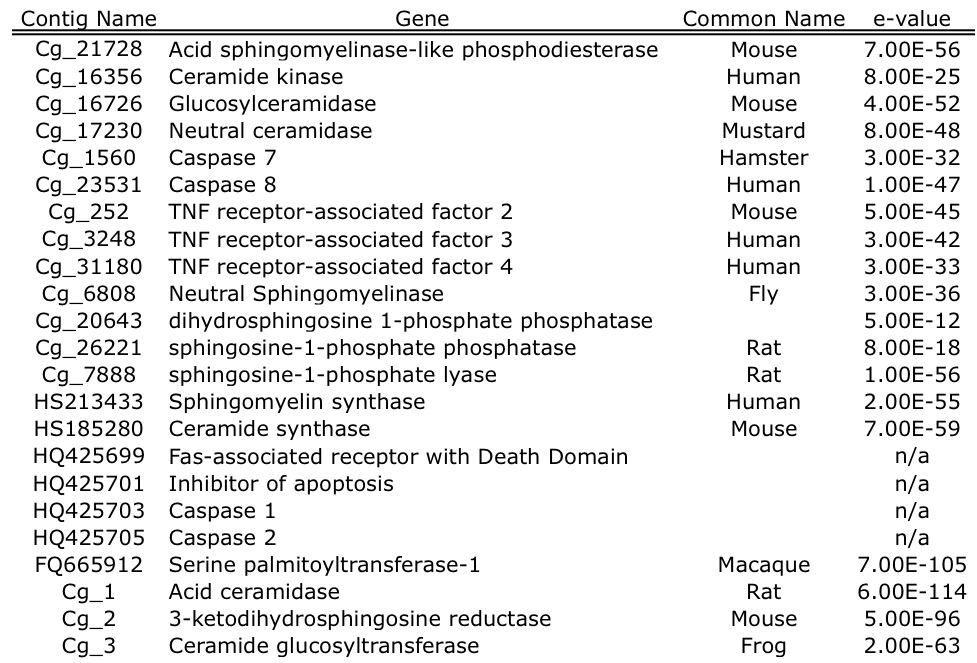 Contig Name Gene Common Name e-value
Cg_21728 Acid sphingomyelinase-like phosphodiesterase Mouse 7.00E-56
Cg_16356 Ceramide kinase Human 8.00E-25
Cg_16726 Glucosylceramidase Mouse 4.00E-52
Cg_17230 Neutral ceramidase Mustard 8.00E-48
Cg_1560 Caspase 7 Hamster 3.00E-32
Cg_23531 Caspase 8 Human 1.00E-47
Cg_252 TNF receptor-associated factor 2 Mouse 5.00E-45
Cg_3248 TNF receptor-associated factor 3 Human 3.00E-42
Cg_31180 TNF receptor-associated factor 4 Human 3.00E-33
Cg_6808 Neutral Sphingomyelinase Fly 3.00E-36
Cg_20643 dihydrosphingosine 1-phosphate phosphatase 5.00E-12
Cg_26221 sphingosine-1-phosphate phosphatase Rat 8.00E-18
Cg_7888 sphingosine-1-phosphate lyase Rat 1.00E-56
HS213433 Sphingomyelin synthase Human 2.00E-55
HS185280 Ceramide synthase Mouse 7.00E-59
HQ425699 Fas-associated receptor with Death Domain n/a
HQ425701 Inhibitor of apoptosis n/a
HQ425703 Caspase 1 n/a
HQ425705 Caspase 2 n/a
FQ665912 Serine palmitoyltransferase-1 Macaque 7.00E-105
Cg_1 Acid ceramidase Rat 6.00E-114
Cg_2 3-ketodihydrosphingosine reductase Mouse 5.00E-96
Cg_3 Ceramide glucosyltransferase Frog 2.00E-63